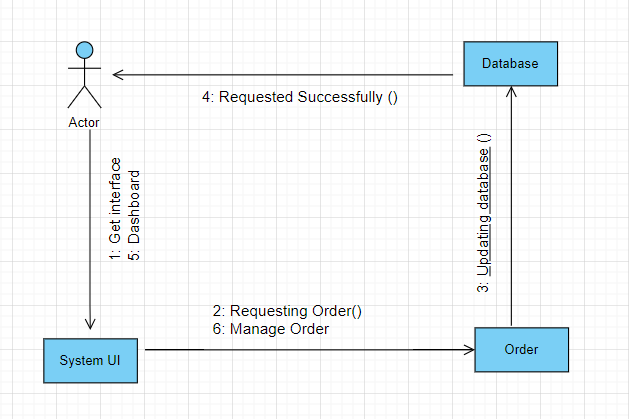 Database
4: Requested Successfully ()
Actor
1: Get interface
5: Dashboard
3: Updating database ()
2: Requesting Order()
6: Manage Order
System UI
Order